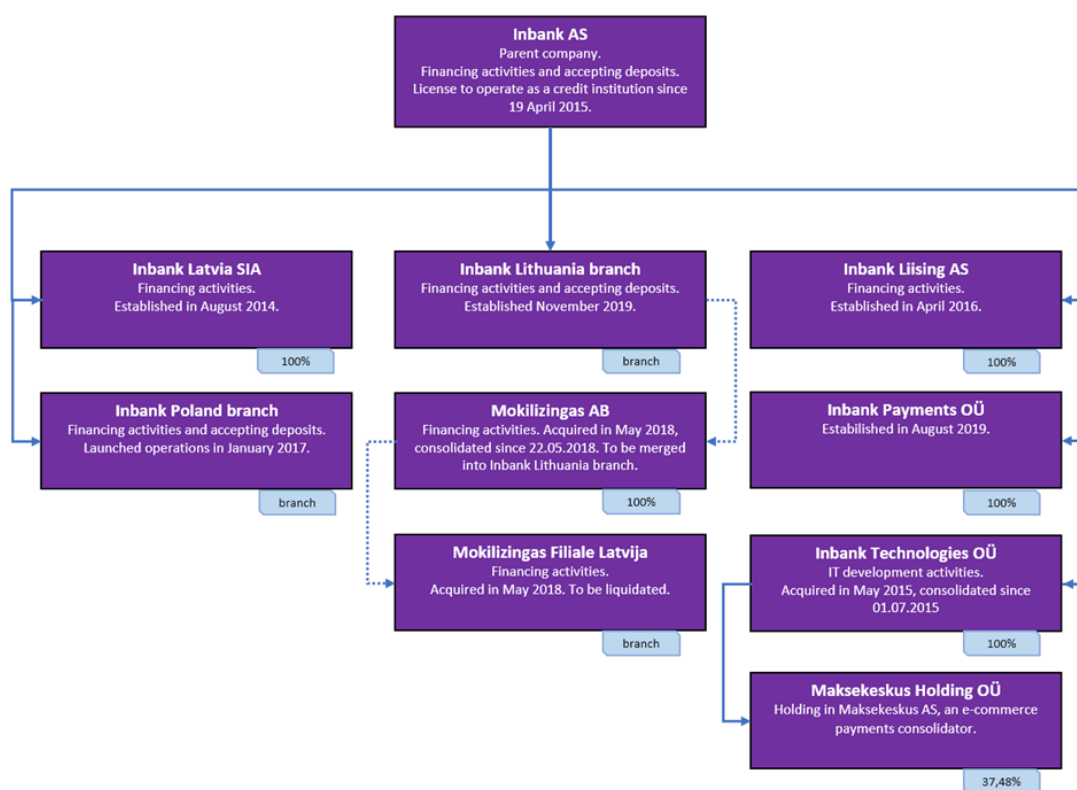 Inbank AS
Parent company.
Financing activities and accepting deposits.
License to operate as a credit institution since
19 April 2015.
Inbank Latvia SIA
Financing activities.
Established in August 2014.
100%
Inbank Lithuania branch
Financing activities and accepting deposits.
Established November 2019.
branch
Inbank Liising AS
Financing activities.
Established in April 2016.
100%
Inbank Poland branch
Financing activities and accepting deposits.
Launched operations in January 2017.
branch
Mokilizingas AB
Financing activities. Acquired in May 2018,
consolidated since 22.05.2018. To be merged
into Inbank Lithuania branch.
100%
Inbank Payments OÜ
Estabilished in August 2019.
100%
Mokilizingas Filiale Latvija
Financing activities.
Acquired in May 2018. To be liquidated.
branch
Inbank Technologies OÜ
IT development activities.
Acquired in May 2015, consolidated since
01.07.2015
100%
Maksekeskus Holding OÜ
Holding in Maksekeskus AS, an e-commerce
payments consolidator.
37,48%